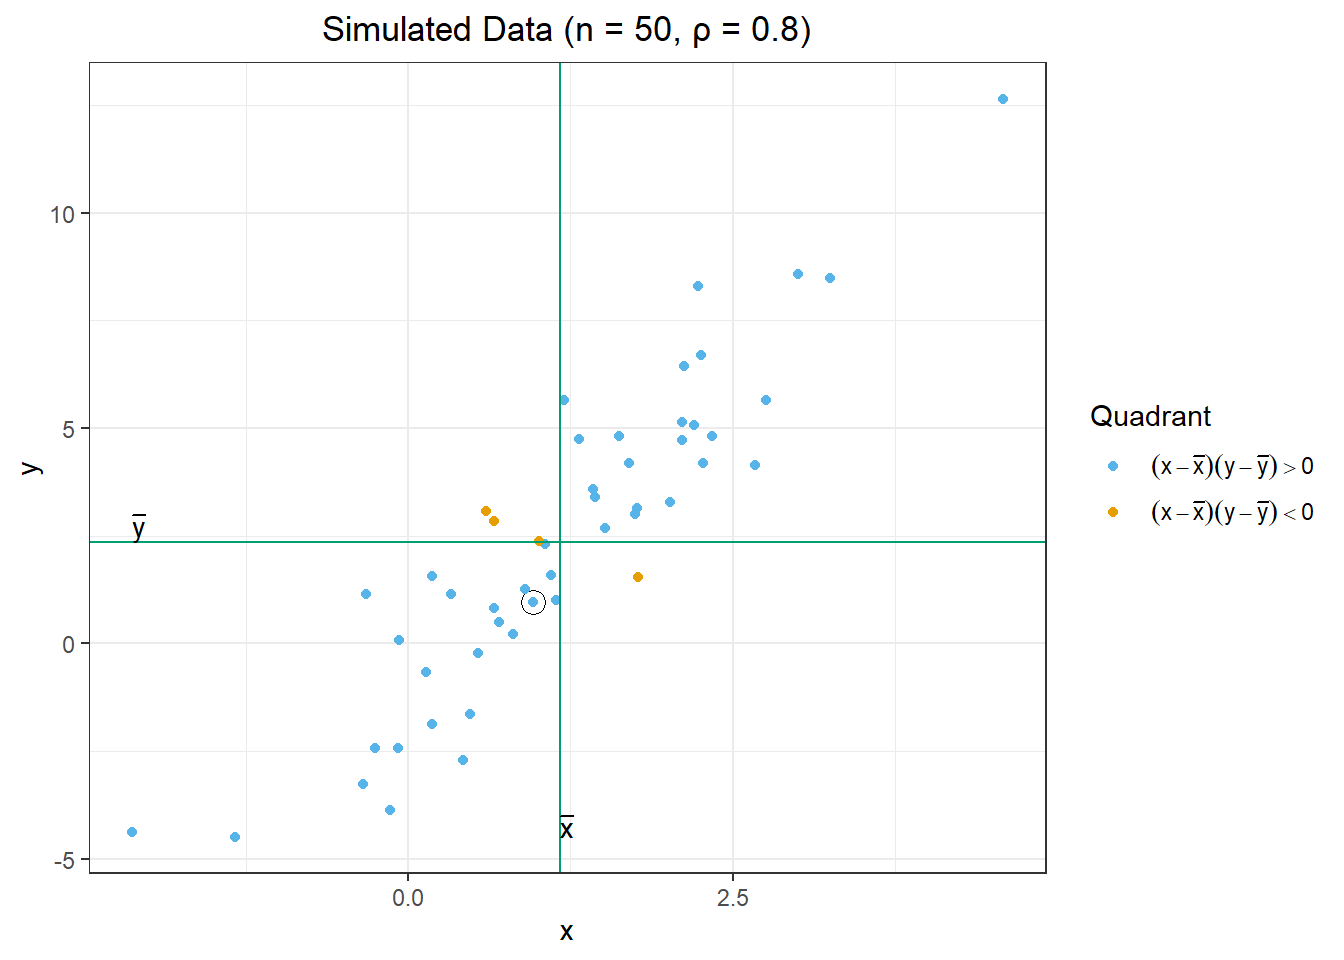 Simulated Data (n = 50, ρ = 0.8)
10
5
0
-5
y
y̅
x̅
0.0
2.5
x
Quadrant
(x − x̅)(y − y̅) > 0
(x − x̅)(y − y̅) < 0